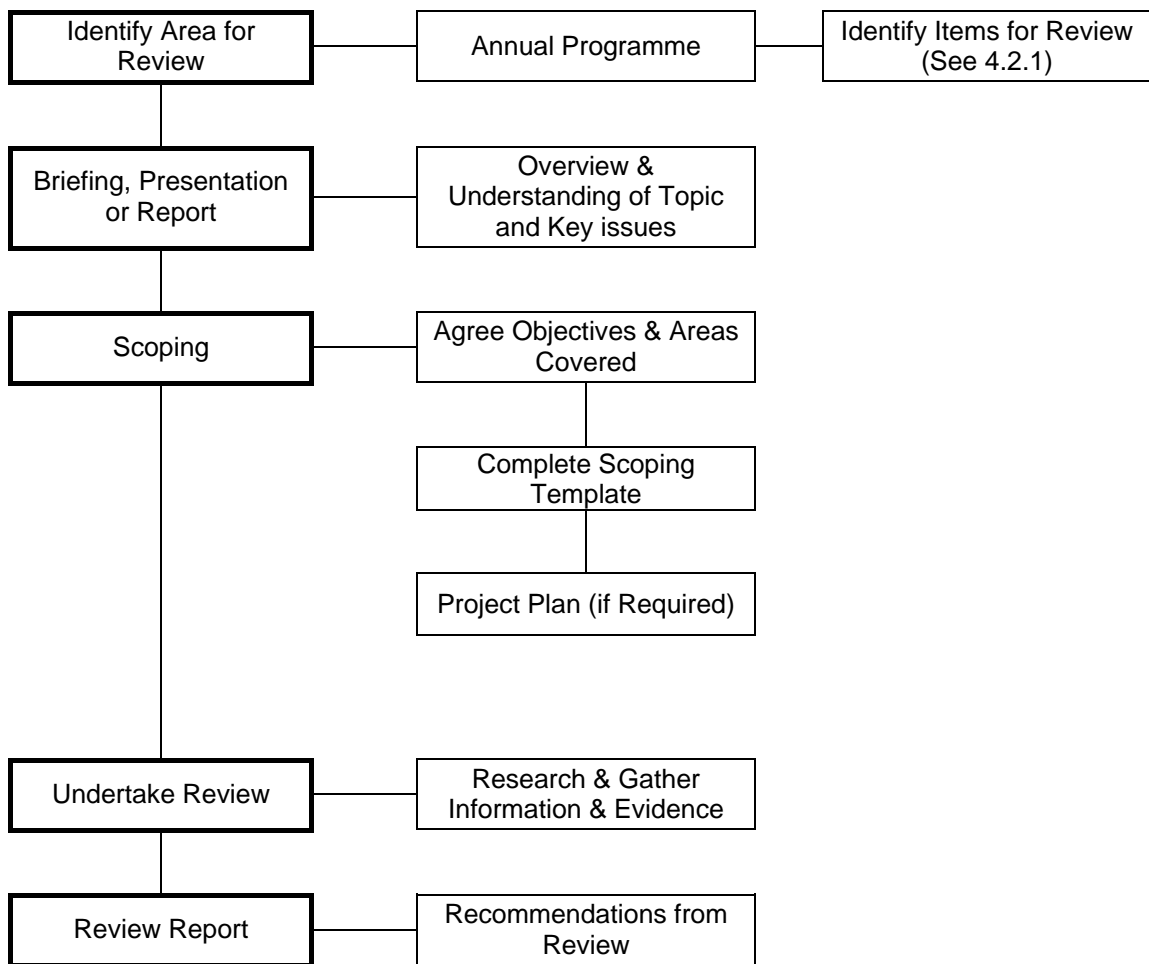 Identify Area for
Review
Annual Programme
Identify Items for Review
(See 4.2.1)
Briefing, Presentation
or Report
Overview &
Understanding of Topic
and Key issues
Scoping
Agree Objectives & Areas
Covered
Complete Scoping
Template
Project Plan (if Required)
Undertake Review
Research & Gather
Information & Evidence
Review Report
Recommendations from
Review